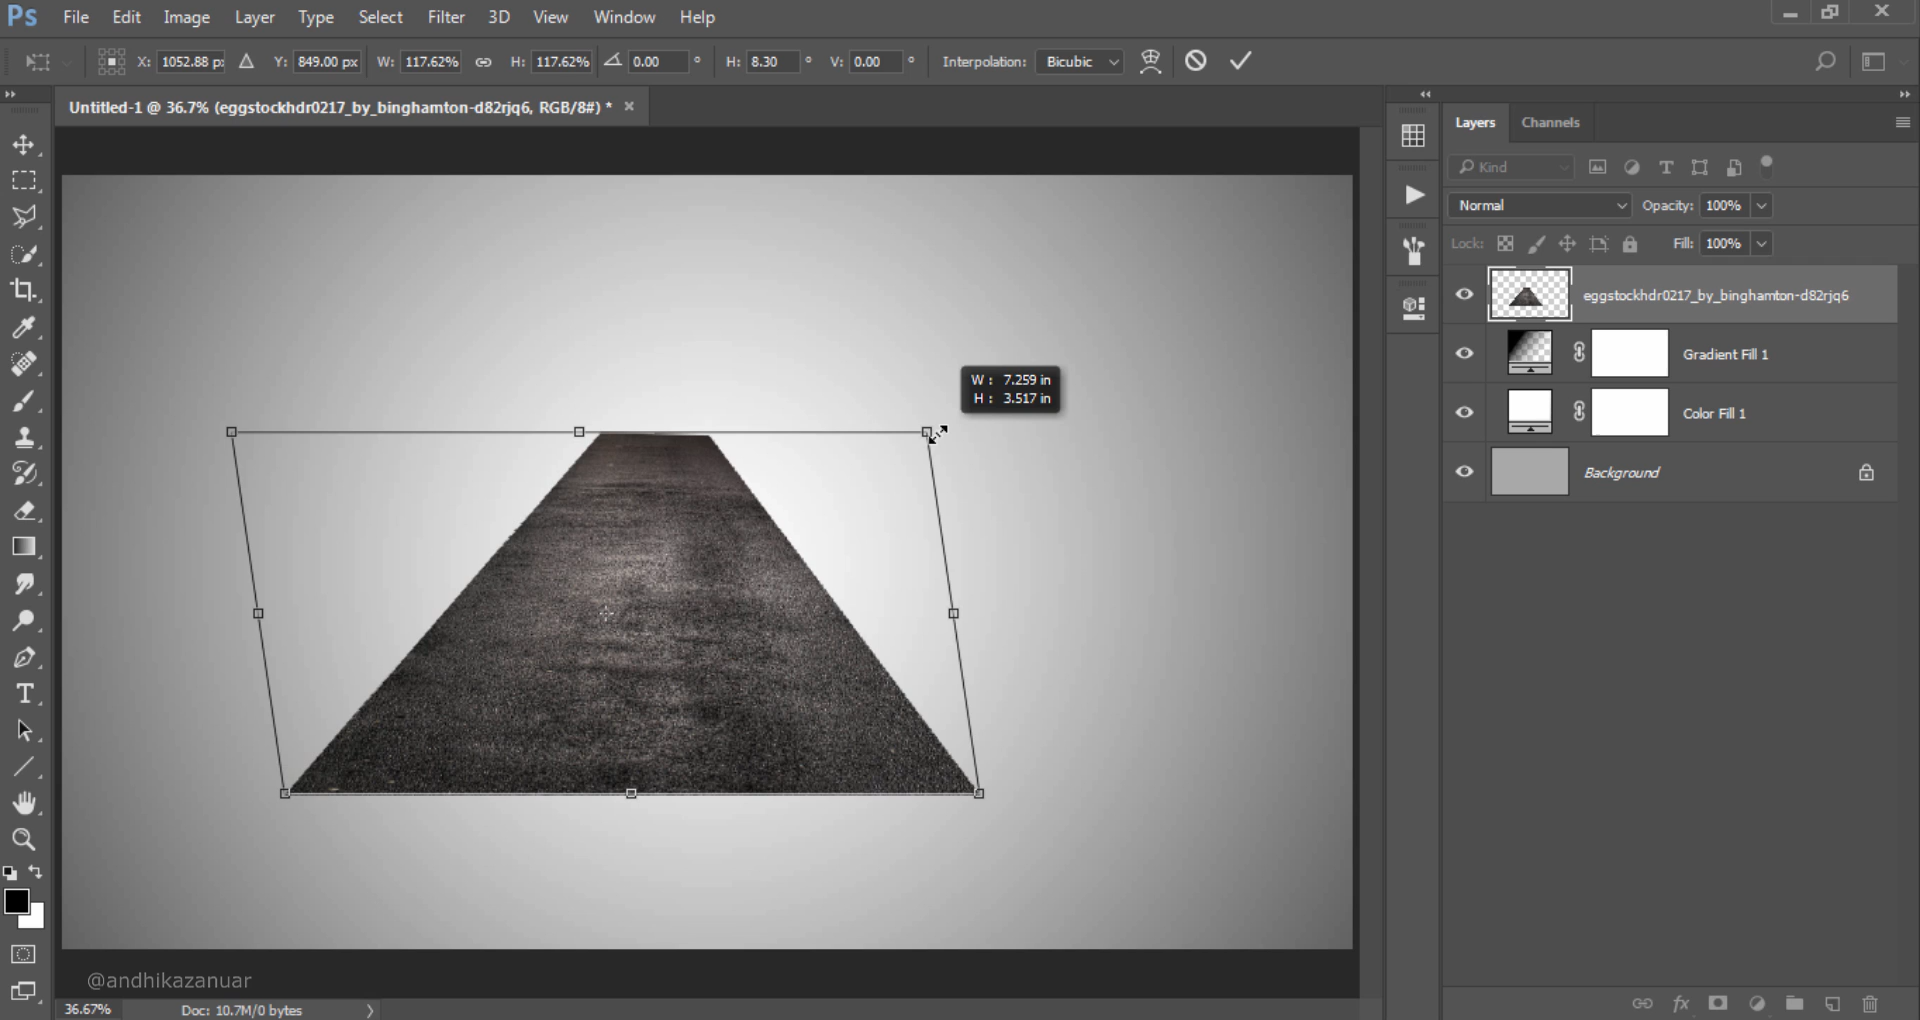 Ps File Edit Image Layer Type Select Filter 3D View Window Help
X: 1052.88 p Y: 849.00 px W: 117.62% H: 117.62% 0.00 ° H: 8.30 ° V: 0.00 ° Interpolation: Bicubic
Untitled-1 @ 36.7% (eggstockhdr0217_by_binghamton-d82rjq6, RGB/8#) *
Layers Channels
Kind
Normal Opacity: 100%
Lock: Fill: 100%
eggstockhdr0217_by_binghamton-d82rjq6
Gradient Fill 1
Color Fill 1
Background
W: 7.259 in
H: 3.517 in
@andhikazanuar
36.67% Doc: 10.7M/0 bytes